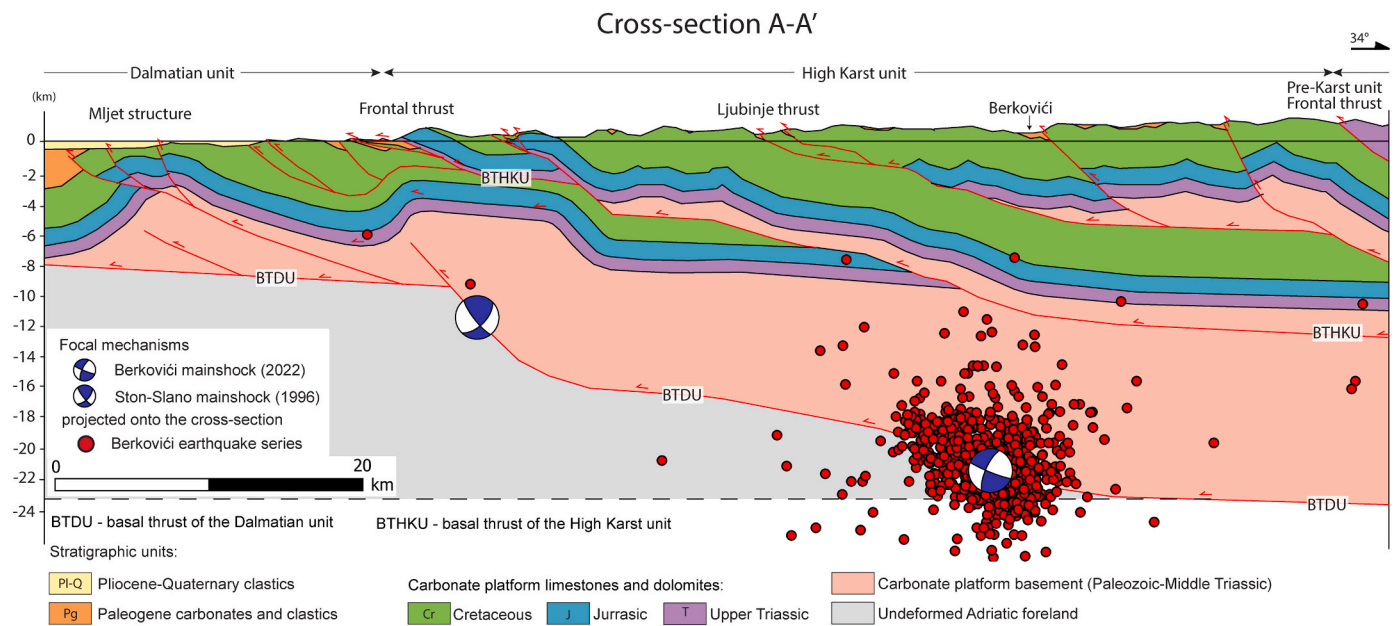 Cross-section A-A’
34°
Dalmatian unit
High Karst unit
Pre-Karst unit
Frontal thrust
(km)
Mljet structure
Frontal thrust
Ljubinje thrust
Berkovići
0
-2
-4
-6
-8
-10
-12
-14
-16
-18
-20
-22
-24
BTHKU
BTDU
BTHKU
BTDU
BTDU
Focal mechanisms
Berkovići mainshock (2022)
Ston-Slano mainshock (1996)
projected onto the cross-section
Berkovići earthquake series
0 20
km
BTDU - basal thrust of the Dalmatian unit
BTHKU - basal thrust of the High Karst unit
Stratigraphic units:
Pl-Q Pliocene-Quaternary clastics
Pg Paleogene carbonates and clastics
Carbonate platform limestones and dolomites:
Cr Cretaceous
J Jurrasic
T Upper Triassic
Carbonate platform basement (Paleozoic-Middle Triassic)
Undeformed Adriatic foreland